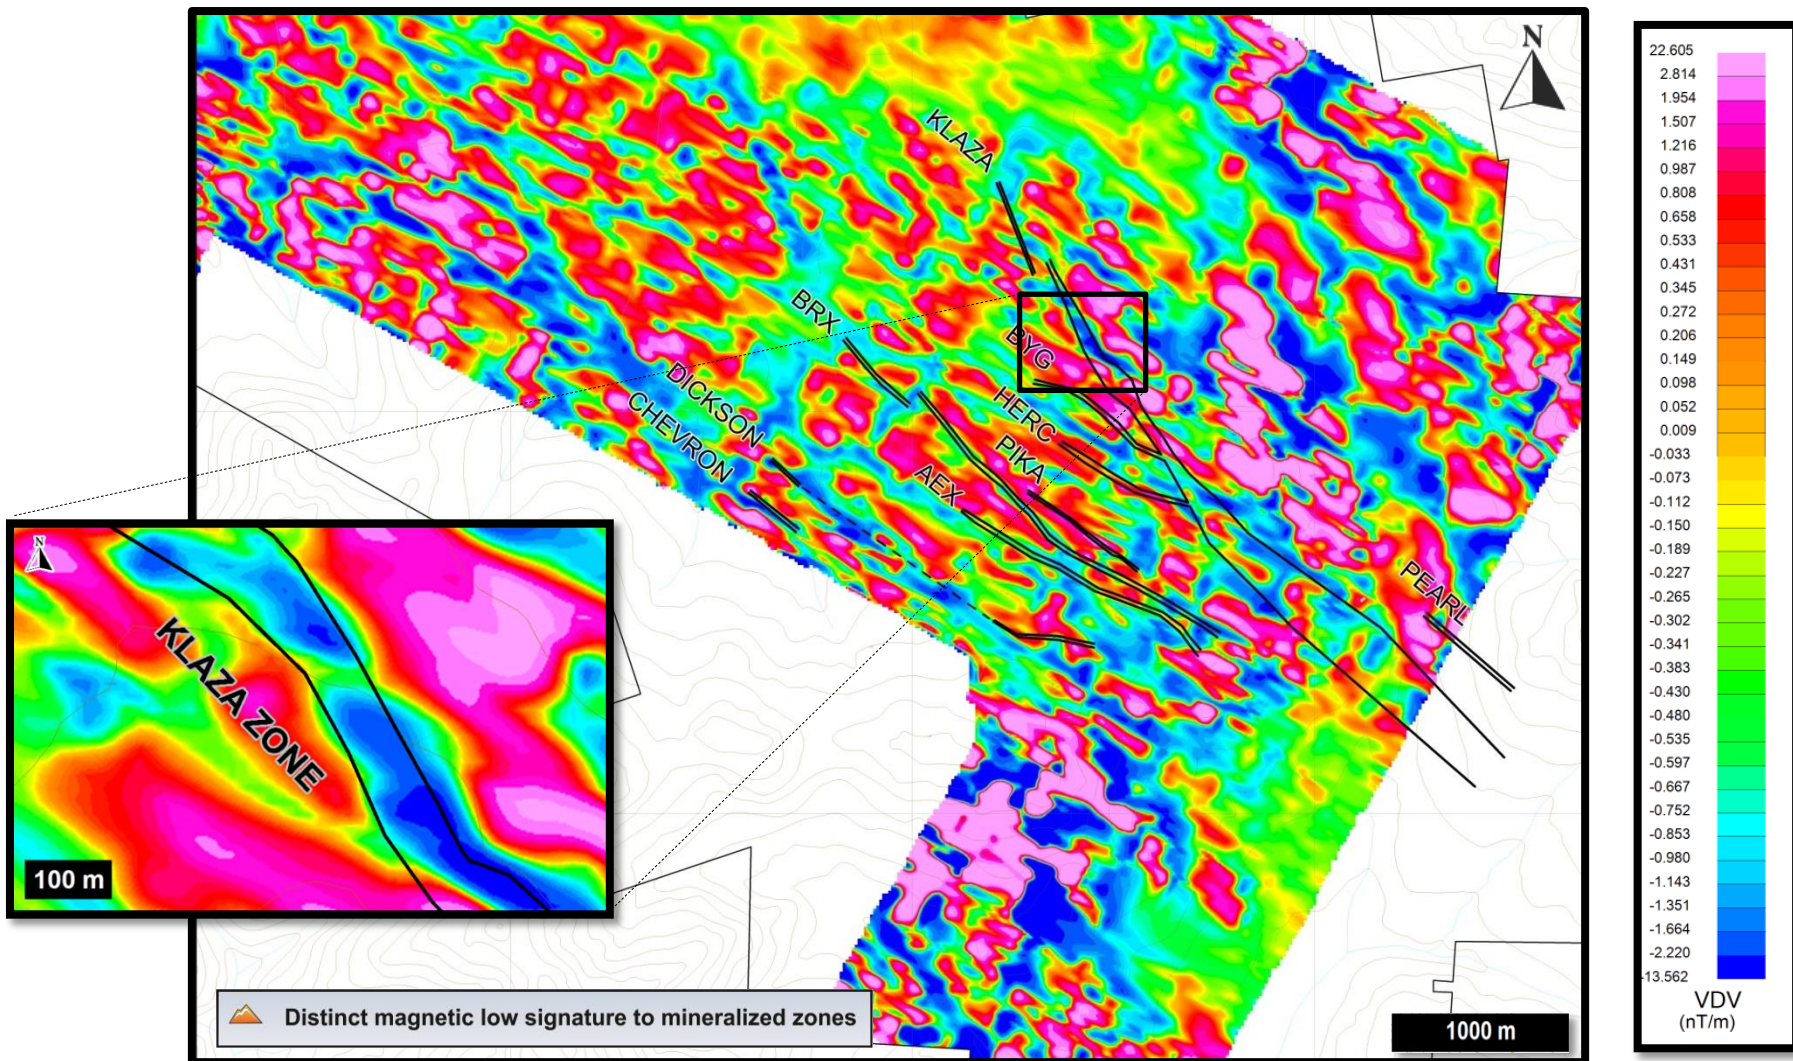 N
KLAZA
BRX
BYG
DICKSON
HERC
CHEVRON
PIKA
AEX
PEARL
N
KLAZA ZONE
100 m
Distinct magnetic low signature to mineralized zones
1000 m
22.605
2.814
1.954
1.507
1.216
0.987
0.808
0.658
0.533
0.431
0.345
0.272
0.206
0.149
0.098
0.052
0.009
-0.033
-0.073
-0.112
-0.150
-0.189
-0.227
-0.265
-0.302
-0.341
-0.383
-0.430
-0.480
-0.535
-0.597
-0.667
-0.752
-0.853
-0.980
-1.143
-1.351
-1.664
-2.220
-13.562
VDV
(nT/m)